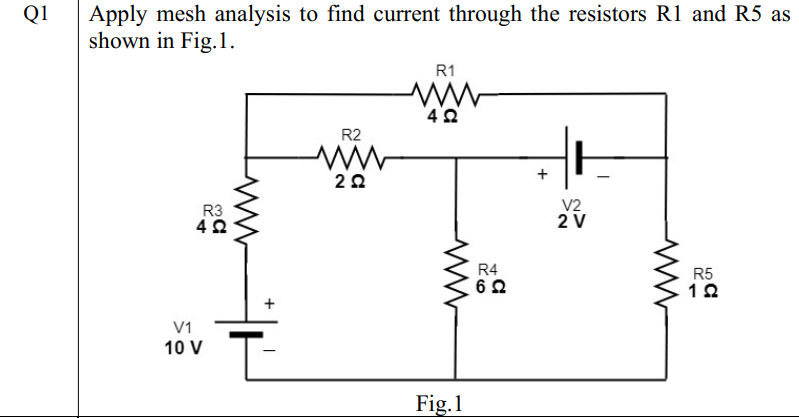 Q1 Apply mesh analysis to find current through the resistors R1 and R5 as
shown in Fig.1.
R1
4 Ω
R2
2 Ω
+
–
V2
2 V
R3
4 Ω
R4
6 Ω
R5
1 Ω
+
V1
10 V
–
Fig.1